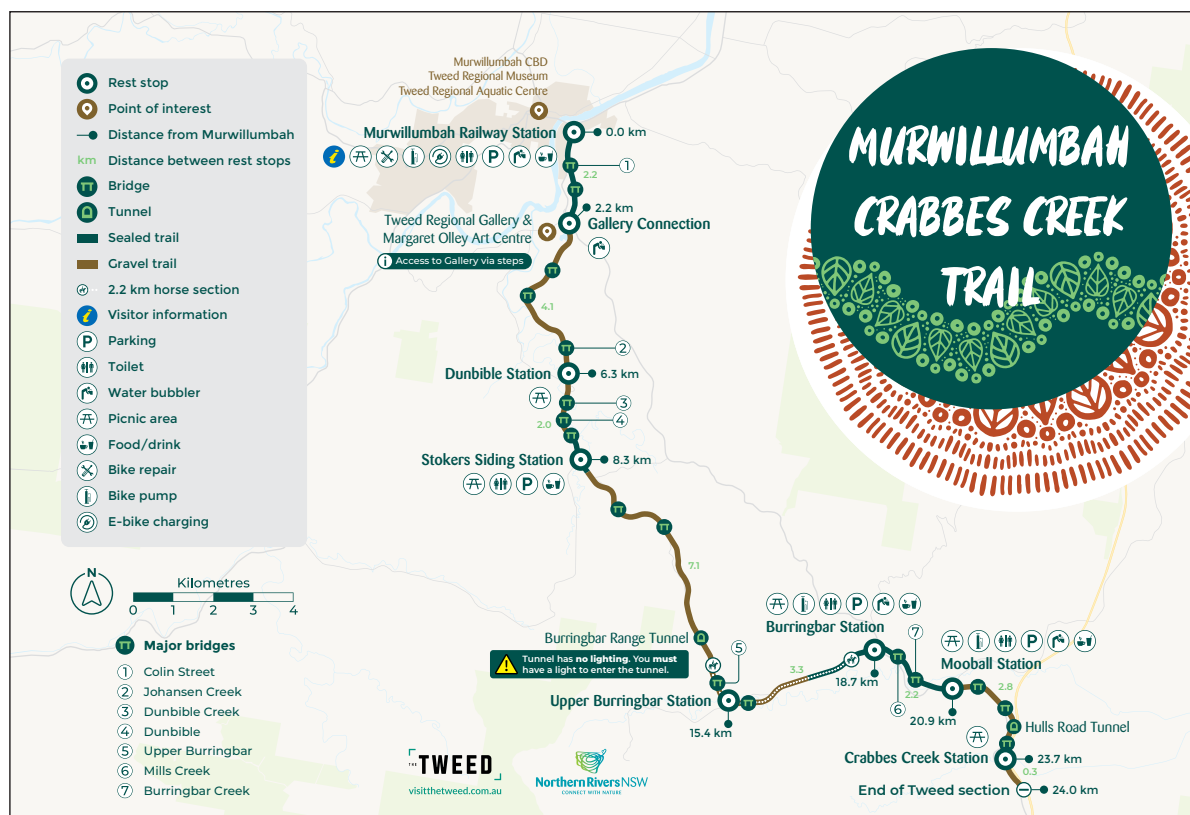 Rest stop
Point of interest
Distance from Murwillumbah
km Distance between rest stops
Bridge
Tunnel
Sealed trail
Gravel trail
2.2 km horse section
i Visitor information
P Parking
Toilet
Water bubbler
Picnic area
Food/drink
Bike repair
Bike pump
E-bike charging
N
Kilometres
0 1 2 3 4
Major bridges
1 Colin Street
2 Johansen Creek
3 Dunbible Creek
4 Dunbible
5 Upper Burringbar
6 Mills Creek
7 Burringbar Creek
Murwillumbah CBD
Tweed Regional Museum
Tweed Regional Aquatic Centre
Murwillumbah Railway Station
0.0 km
i P
1
2.2
2.2 km
Gallery Connection
Tweed Regional Gallery &
Margaret Olley Art Centre
i Access to Gallery via steps
4.1
2
Dunbible Station
6.3 km
3
4
2.0
Stokers Siding Station
8.3 km
P
7.1
Burringbar Range Tunnel
Tunnel has no lighting. You must
have a light to enter the tunnel.
5
Upper Burringbar Station
15.4 km
3.3
P
Burringbar Station
18.7 km
7
6
2.2
P
Mooball Station
20.9 km
2.8
Hulls Road Tunnel
Crabbes Creek Station
23.7 km
0.3
End of Tweed section
24.0 km
MURWILLUMBAH
CRABBES CREEK
TRAIL
THE TWEED
visitthetweed.com.au
Northern Rivers NSW
CONNECT WITH NATURE